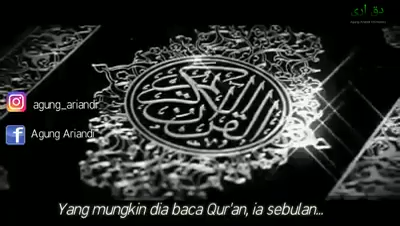 القرآن الكريم
agung_ariandi
Agung Ariandi
Yang mungkin dia baca Qur'an, ia sebulan...